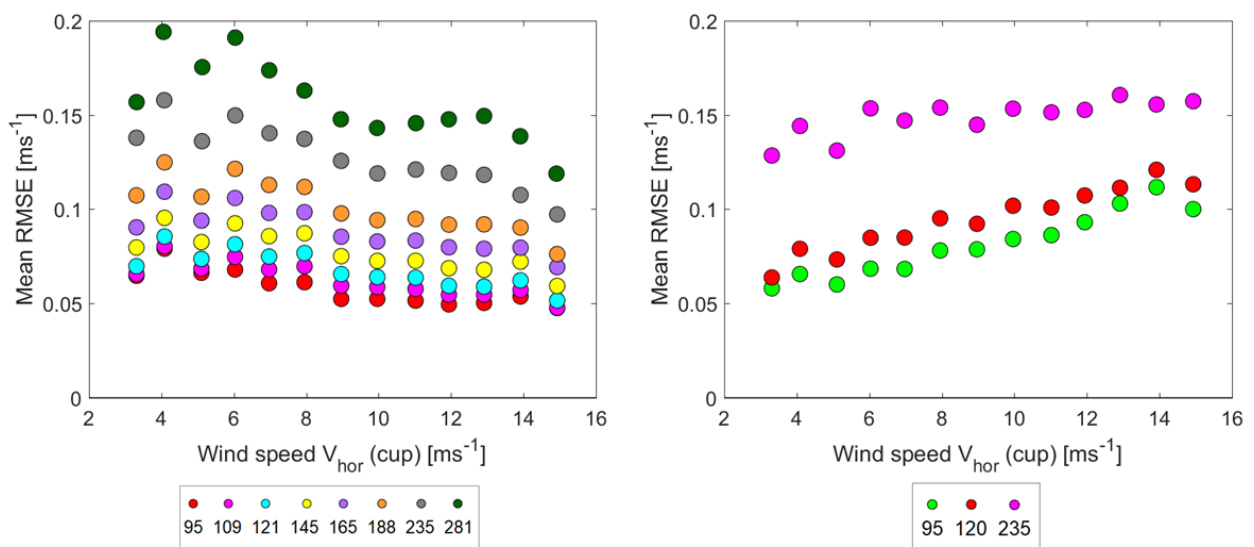 0.2
0.15
0.1
0.05
0
Mean RMSE [ms-1]
2 4 6 8 10 12 14 16
Wind speed Vhor (cup) [ms-1]
95 109 121 145 165 188 235 281
0.2
0.15
0.1
0.05
0
Mean RMSE [ms-1]
2 4 6 8 10 12 14 16
Wind speed Vhor (cup) [ms-1]
95 120 235